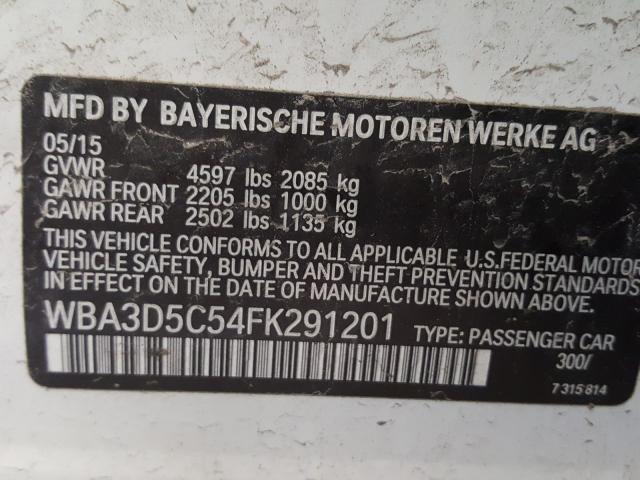 MFD BY BAYERISCHE MOTOREN WERKE AG
05/15
GVWR 4597 lbs 2085 kg
GAWR FRONT 2205 lbs 1000 kg
GAWR REAR 2502 lbs 1135 kg
THIS VEHICLE CONFORMS TO ALL APPLICABLE U.S. FEDERAL MOTOR
VEHICLE SAFETY, BUMPER AND THEFT PREVENTION STANDARDS
IN EFFECT ON THE DATE OF MANUFACTURE SHOWN ABOVE.
WBA3D5C54FK291201 TYPE: PASSENGER CAR
300/
7 315 814